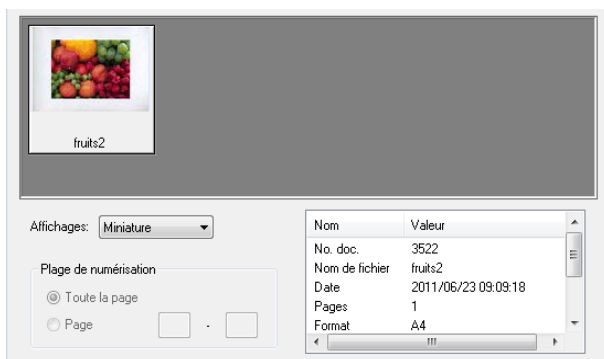 fruits2
Affichages: Miniature
Plage de numérisation
Toute la page
Page -
Nom Valeur
No. doc. 3522
Nom de fichier fruits2
Date 2011/06/23 09:09:18
Pages 1
Format A4